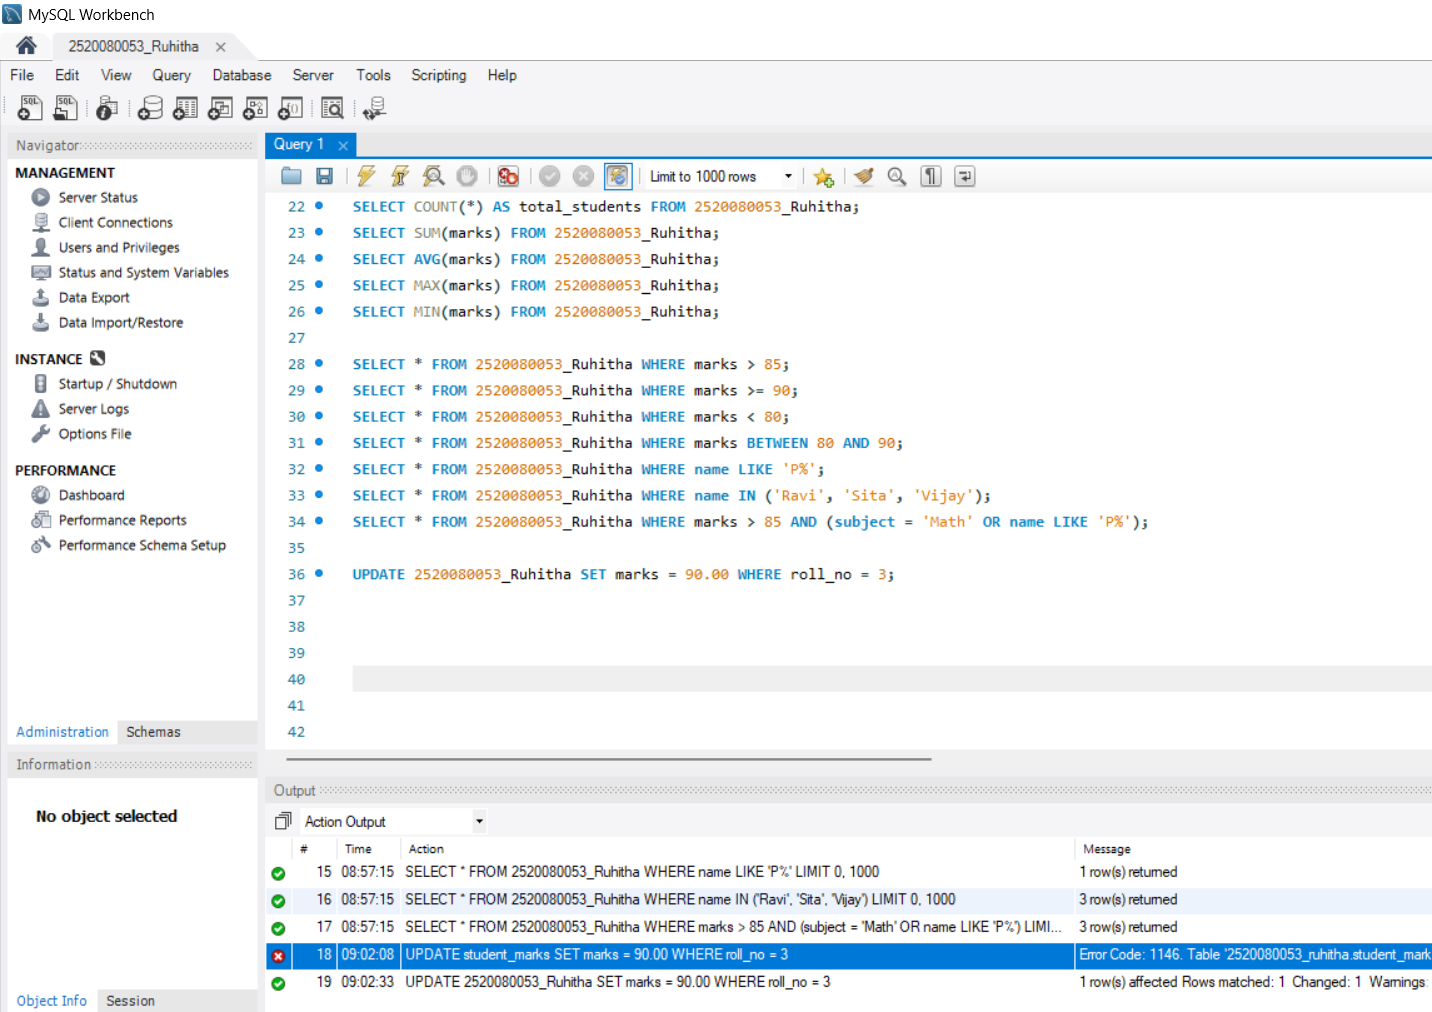 MySQL Workbench
2520080053_Ruhitha
File Edit View Query Database Server Tools Scripting Help
Navigator
MANAGEMENT
Server Status
Client Connections
Users and Privileges
Status and System Variables
Data Export
Data Import/Restore
INSTANCE
Startup / Shutdown
Server Logs
Options File
PERFORMANCE
Dashboard
Performance Reports
Performance Schema Setup
Administration Schemas
Information
No object selected
Object Info Session
Query 1
Limit to 1000 rows
22 SELECT COUNT(*) AS total_students FROM 2520080053_Ruhitha;
23 SELECT SUM(marks) FROM 2520080053_Ruhitha;
24 SELECT AVG(marks) FROM 2520080053_Ruhitha;
25 SELECT MAX(marks) FROM 2520080053_Ruhitha;
26 SELECT MIN(marks) FROM 2520080053_Ruhitha;
27
28 SELECT * FROM 2520080053_Ruhitha WHERE marks > 85;
29 SELECT * FROM 2520080053_Ruhitha WHERE marks >= 90;
30 SELECT * FROM 2520080053_Ruhitha WHERE marks < 80;
31 SELECT * FROM 2520080053_Ruhitha WHERE marks BETWEEN 80 AND 90;
32 SELECT * FROM 2520080053_Ruhitha WHERE name LIKE 'P%';
33 SELECT * FROM 2520080053_Ruhitha WHERE name IN ('Ravi', 'Sita', 'Vijay');
34 SELECT * FROM 2520080053_Ruhitha WHERE marks > 85 AND (subject = 'Math' OR name LIKE 'P%');
35
36 UPDATE 2520080053_Ruhitha SET marks = 90.00 WHERE roll_no = 3;
37
38
39
40
41
42
Output
Action Output
# Time Action Message
15 08:57:15 SELECT * FROM 2520080053_Ruhitha WHERE name LIKE 'P%' LIMIT 0, 1000 1 row(s) returned
16 08:57:15 SELECT * FROM 2520080053_Ruhitha WHERE name IN ('Ravi', 'Sita', 'Vijay') LIMIT 0, 1000 3 row(s) returned
17 08:57:15 SELECT * FROM 2520080053_Ruhitha WHERE marks > 85 AND (subject = 'Math' OR name LIKE 'P%') LIMI... 3 row(s) returned
18 09:02:08 UPDATE student_marks SET marks = 90.00 WHERE roll_no = 3 Error Code: 1146. Table '2520080053_ruhitha.student_mark
19 09:02:33 UPDATE 2520080053_Ruhitha SET marks = 90.00 WHERE roll_no = 3 1 row(s) affected Rows matched: 1 Changed: 1 Warnings: